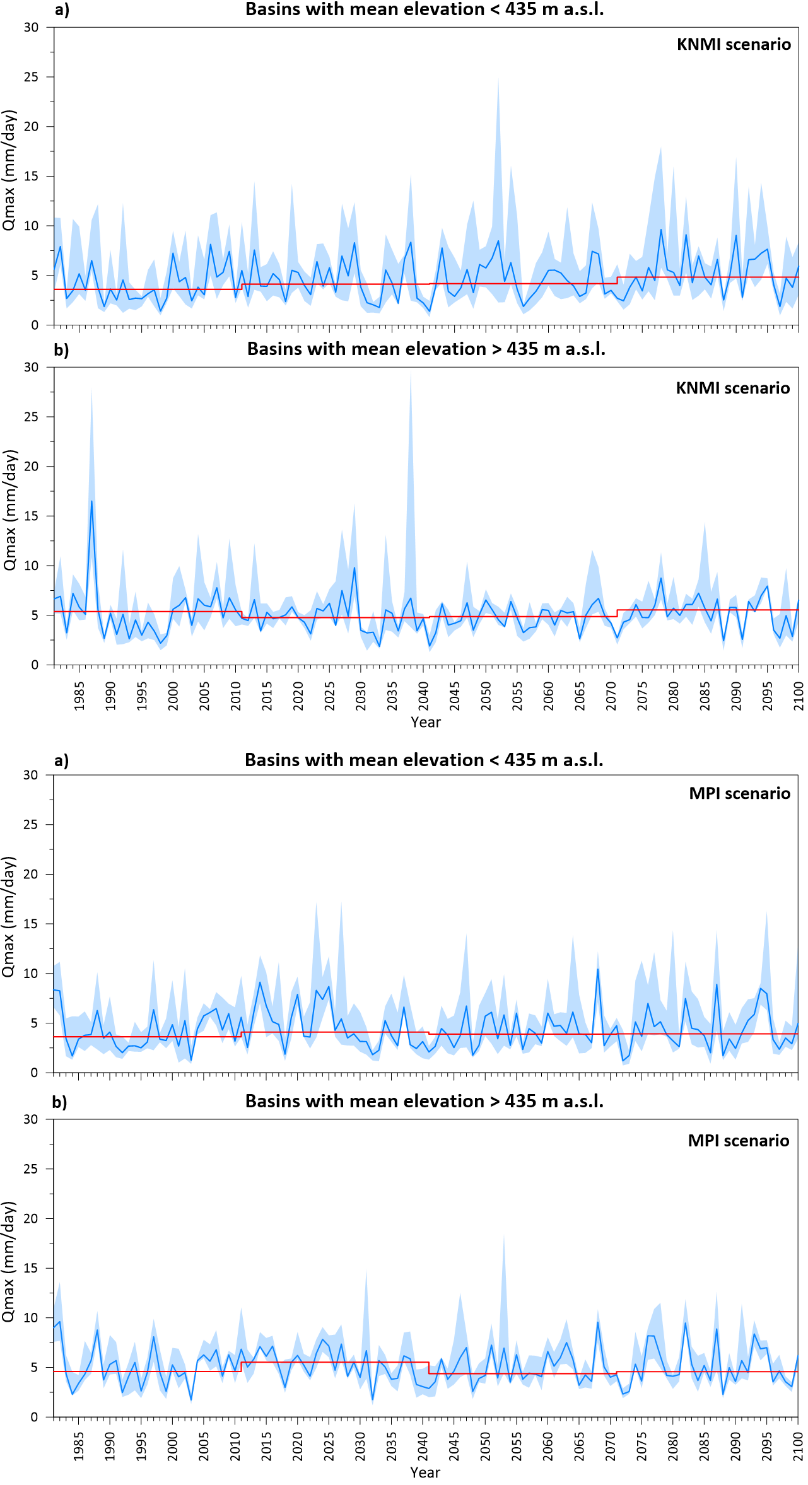 a) Basins with mean elevation < 435 m a.s.l.
KNMI scenario
Qmax (mm/day)
30
25
20
15
10
5
0
b) Basins with mean elevation > 435 m a.s.l.
KNMI scenario
Qmax (mm/day)
30
25
20
15
10
5
0
1985 1990 1995 2000 2005 2010 2015 2020 2025 2030 2035 2040 2045 2050 2055 2060 2065 2070 2075 2080 2085 2090 2095 2100
Year
a) Basins with mean elevation < 435 m a.s.l.
MPI scenario
Qmax (mm/day)
30
25
20
15
10
5
0
b) Basins with mean elevation > 435 m a.s.l.
MPI scenario
Qmax (mm/day)
30
25
20
15
10
5
0
1985 1990 1995 2000 2005 2010 2015 2020 2025 2030 2035 2040 2045 2050 2055 2060 2065 2070 2075 2080 2085 2090 2095 2100
Year